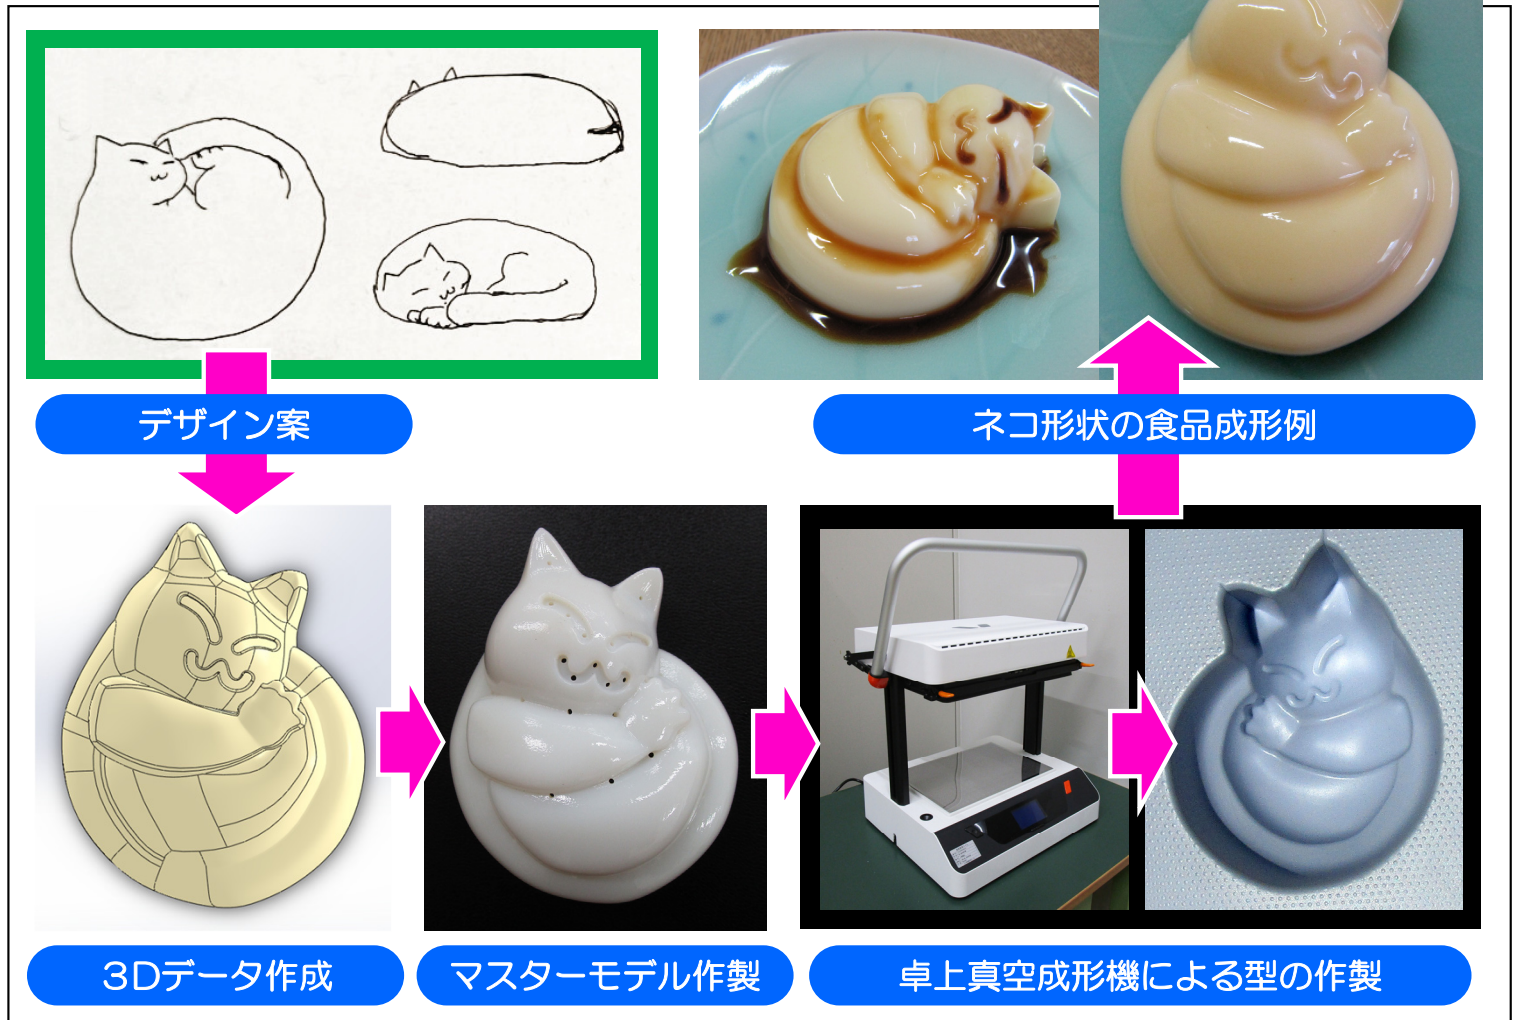 デザイン案
ネコ形状の食品成形例
3Dデータ作成
マスターモデル作製
卓上真空成形機による型の作製